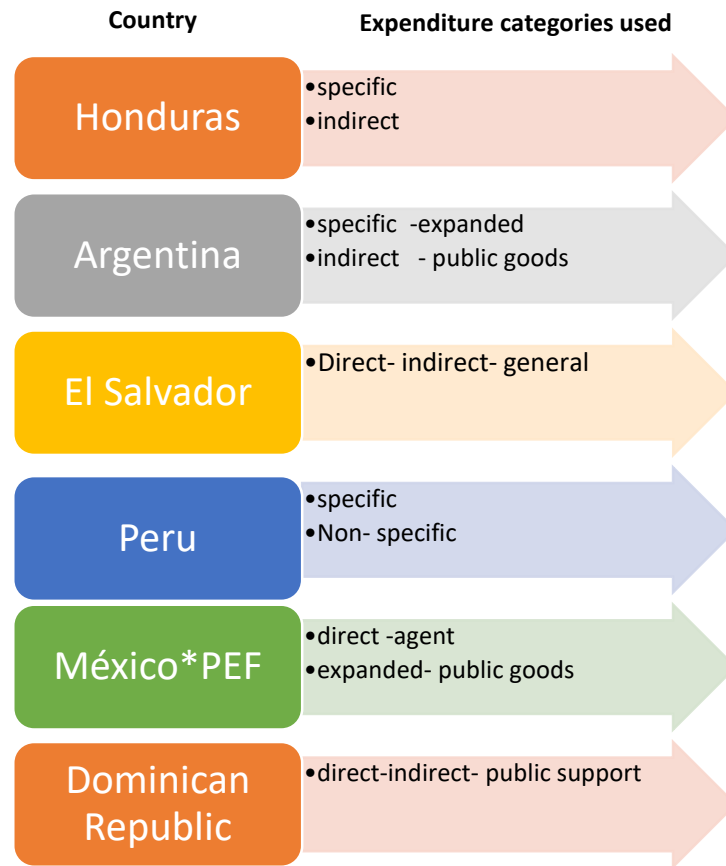 Country Expenditure categories used
Honduras
•specific
•indirect
Argentina
•specific -expanded
•indirect - public goods
El Salvador
•Direct- indirect- general
Peru
•specific
•Non- specific
México*PEF
•direct -agent
•expanded- public goods
Dominican
Republic
•direct-indirect- public support